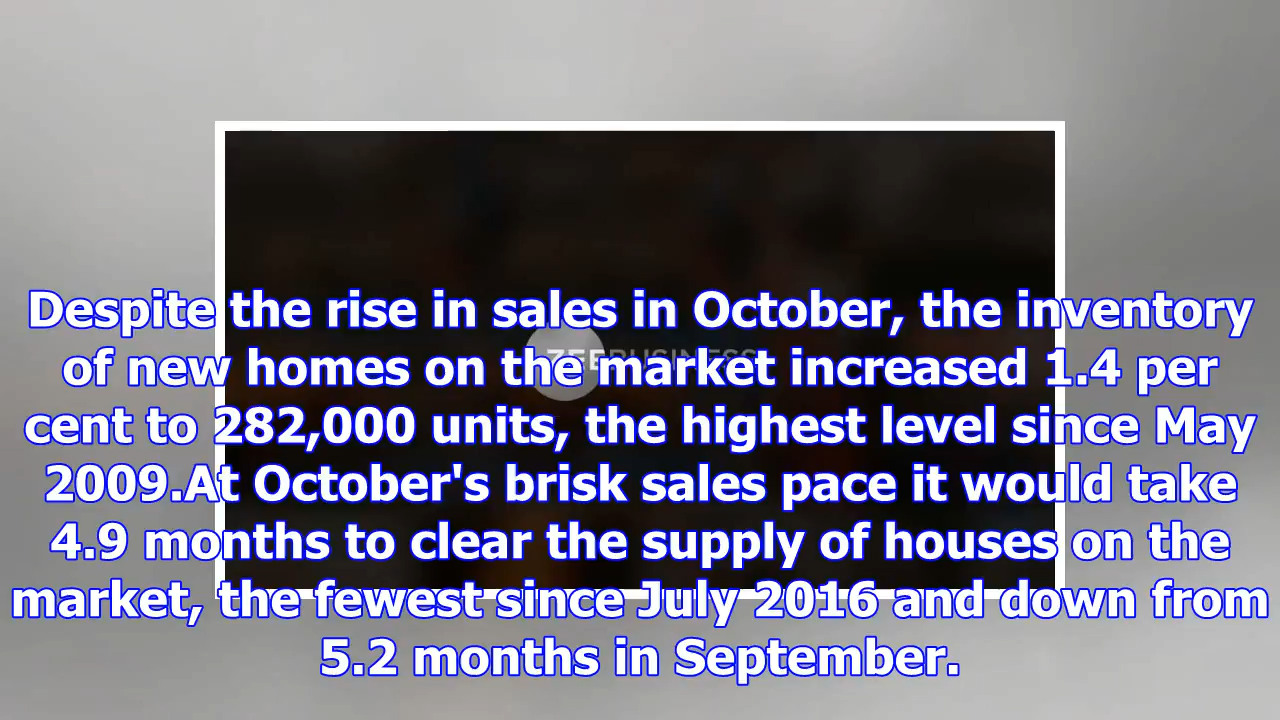 Despite the rise in sales in October, the inventory
of new homes on the market increased 1.4 per
cent to 282,000 units, the highest level since May
2009.At October's brisk sales pace it would take
4.9 months to clear the supply of houses on the
market, the fewest since July 2016 and down from
5.2 months in September.
ZEEBUSINESS